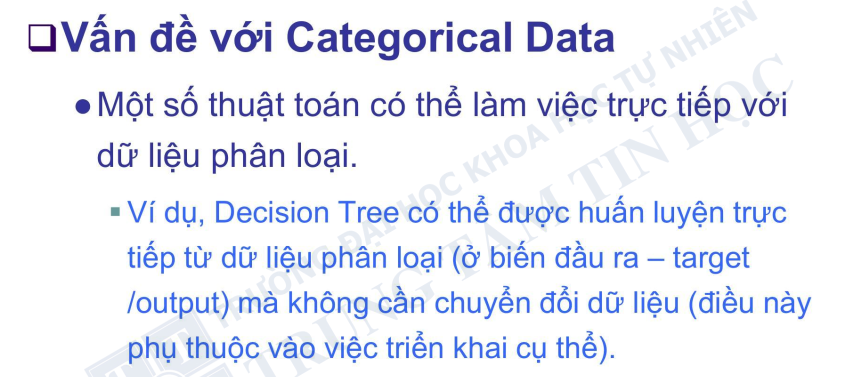 ❑Vấn đề với Categorical Data
●Một số thuật toán có thể làm việc trực tiếp với
dữ liệu phân loại.
▪Ví dụ, Decision Tree có thể được huấn luyện trực
tiếp từ dữ liệu phân loại (ở biến đầu ra – target
/output) mà không cần chuyển đổi dữ liệu (điều này
phụ thuộc vào việc triển khai cụ thể).
TRƯỜNG ĐẠI HỌC KHOA HỌC TỰ NHIÊN
TRUNG TÂM TIN HỌC